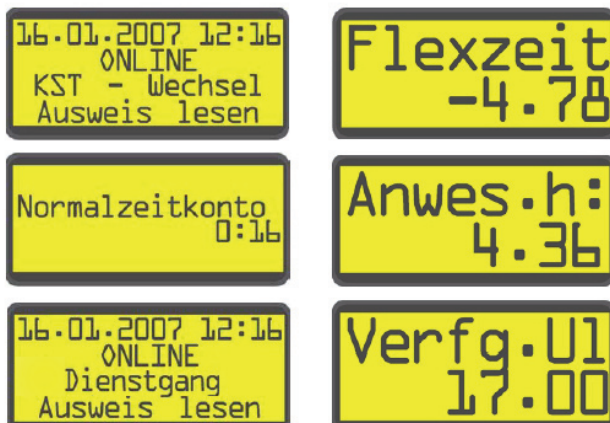 16.01.2007 12:16
ONLINE
KST - Wechsel
Ausweis lesen
Flexzeit
-4.78
Normalzeitkonto
0:16
Anwes.h:
4.36
16.01.2007 12:16
ONLINE
Dienstgang
Ausweis lesen
Verfg.Ul
17.00